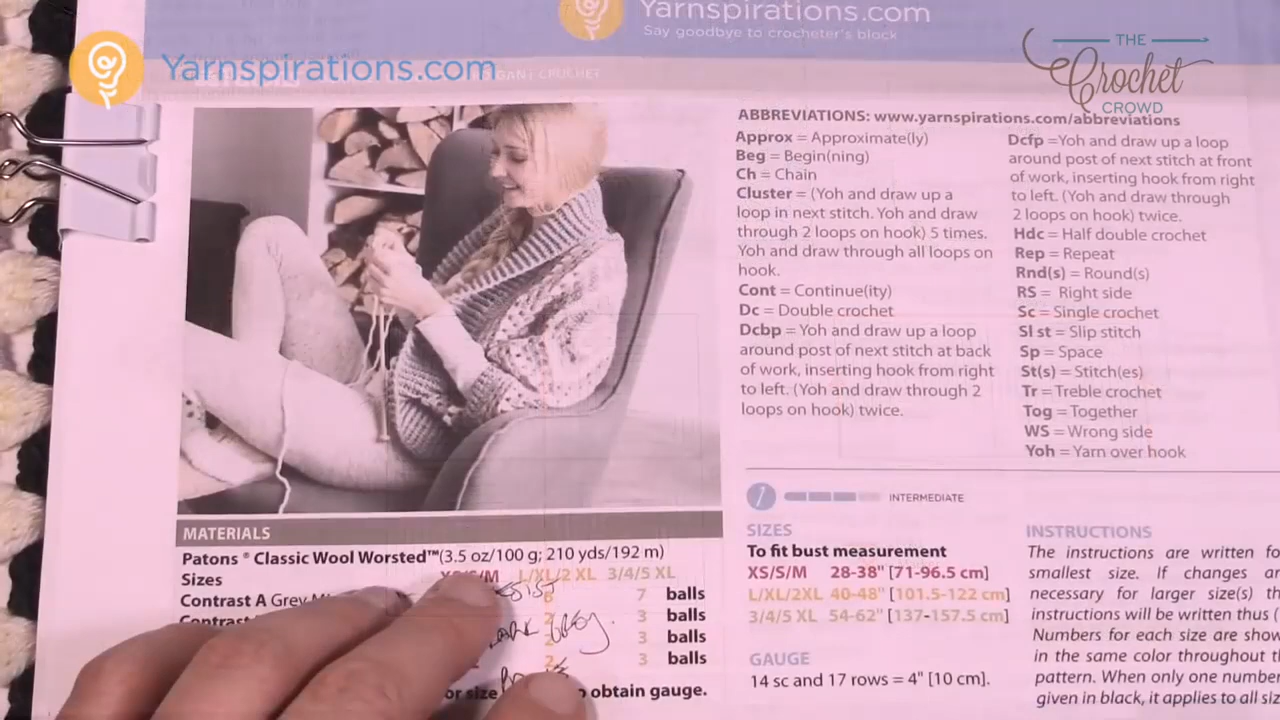 Yarnspirations.com
Say goodbye to crocheter's block
Yarnspirations.com
THE
Crochet
CROWD
CROCHET
ABBREVIATIONS: www.yarnspirations.com/abbreviations
Approx = Approximate(ly)
Beg = Begin(ning)
Ch = Chain
Cluster = (Yoh and draw up a
loop in next stitch. Yoh and draw
through 2 loops on hook) 5 times.
Yoh and draw through all loops on
hook.
Cont = Continue(ity)
Dc = Double crochet
Dcbp = Yoh and draw up a loop
around post of next stitch at back
of work, inserting hook from right
to left. (Yoh and draw through 2
loops on hook) twice.
Dcfp =Yoh and draw up a loop
around post of next stitch at front
of work, inserting hook from right
to left. (Yoh and draw through
2 loops on hook) twice.
Hdc = Half double crochet
Rep = Repeat
Rnd(s) = Round(s)
RS = Right side
Sc = Single crochet
Sl st = Slip stitch
Sp = Space
St(s) = Stitch(es)
Tr = Treble crochet
Tog = Together
WS = Wrong side
Yoh = Yarn over hook
MATERIALS
Patons ® Classic Wool Worsted™(3.5 oz/100 g; 210 yds/192 m)
Sizes XS/S/M L/XL/2 XL 3/4/5 XL
Contrast A Grey 6 7 balls
Contrast 2 3 balls
2 3 balls
2 3 balls
or size to obtain gauge.
INTERMEDIATE
SIZES
To fit bust measurement
XS/S/M 28-38" [71-96.5 cm]
L/XL/2XL 40-48" [101.5-122 cm]
3/4/5 XL 54-62" [137-157.5 cm]
GAUGE
14 sc and 17 rows = 4" [10 cm].
INSTRUCTIONS
The instructions are written fo
smallest size. If changes ar
necessary for larger size(s) th
instructions will be written thus (
Numbers for each size are show
in the same color throughout t
pattern. When only one number
given in black, it applies to all siz